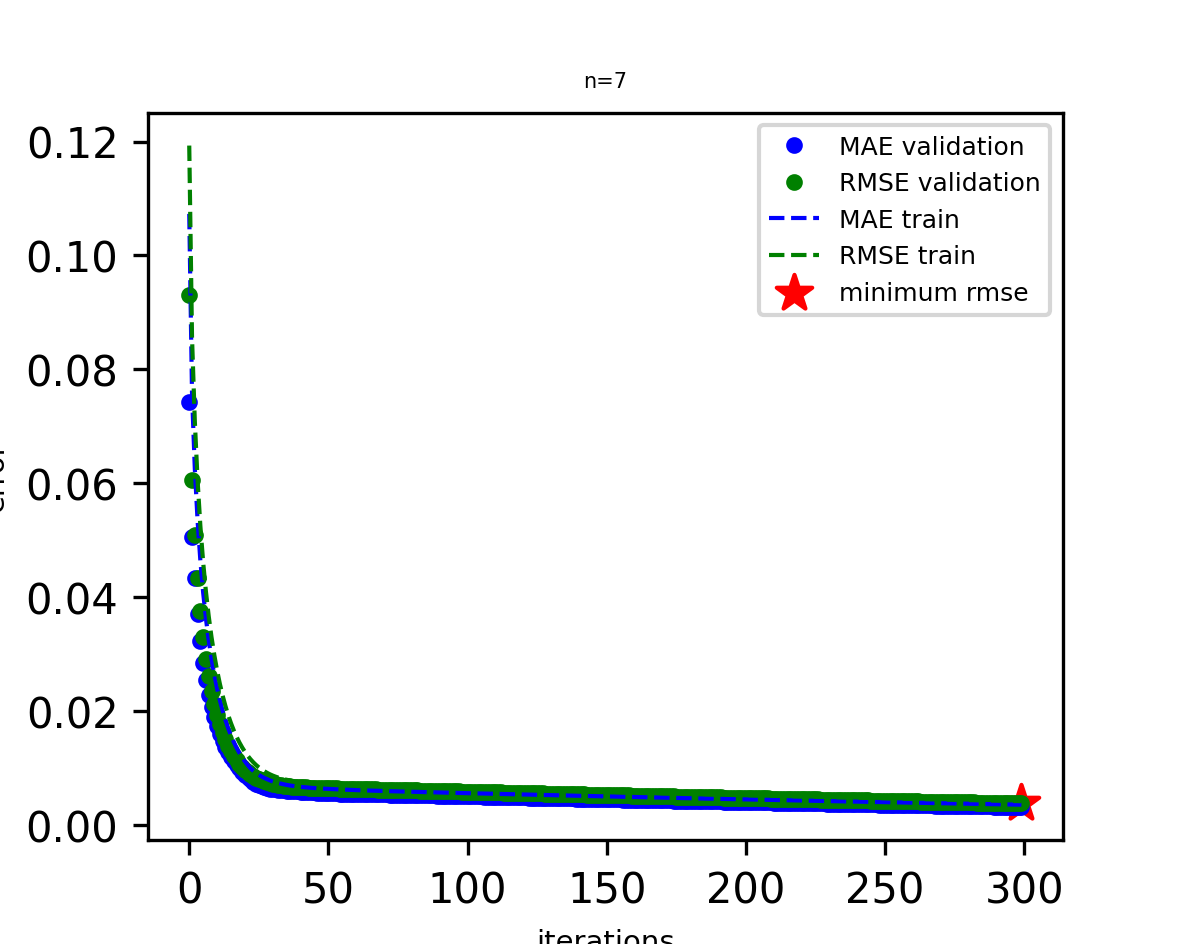 n=7
0.12
0.10
0.08
0.06
0.04
0.02
0.00
MAE validation
RMSE validation
MAE train
RMSE train
minimum rmse
0 50 100 150 200 250 300
iterations